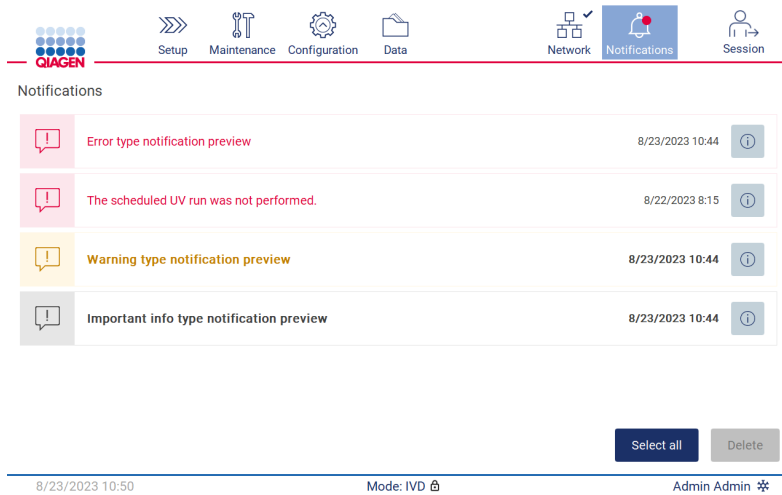 QIAGEN
Setup
Maintenance
Configuration
Data
Network
Notifications
Session
Notifications
Error type notification preview 8/23/2023 10:44
The scheduled UV run was not performed. 8/22/2023 8:15
Warning type notification preview 8/23/2023 10:44
Important info type notification preview 8/23/2023 10:44
Select all
Delete
8/23/2023 10:50
Mode: IVD
Admin Admin